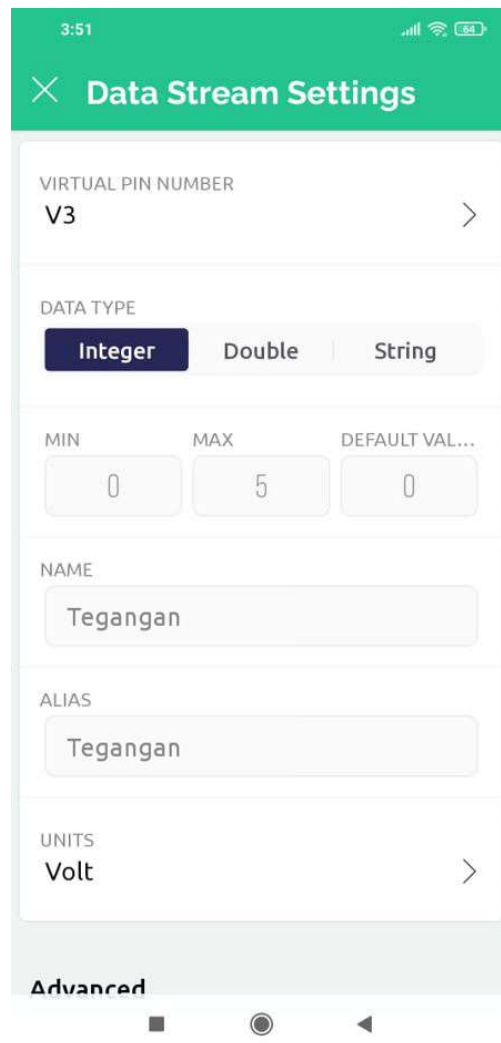 3:51
64
Data Stream Settings
VIRTUAL PIN NUMBER
V3
DATA TYPE
Integer Double String
MIN MAX DEFAULT VAL...
0 5 0
NAME
Tegangan
ALIAS
Tegangan
UNITS
Volt
Advanced